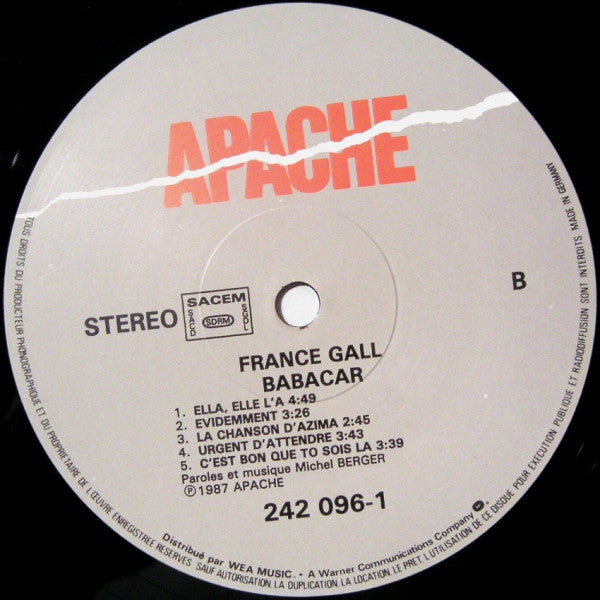 APACHE
STEREO
SACEM
SACD
SDRM
SGDL
B
FRANCE GALL
BABACAR
1. ELLA, ELLE L'A 4:49
2. EVIDEMMENT 3:26
3. LA CHANSON D'AZIMA 2:45
4. URGENT D'ATTENDRE 3:43
5. C'EST BON QUE TO SOIS LA 3:39
Paroles et musique Michel BERGER
Ⓟ 1987 APACHE
242 096-1
TOUS DROITS DU PRODUCTEUR PHONOGRAPHIQUE ET DU PROPRIETAIRE DE L'ŒUVRE ENREGISTREE RESERVES SAUF AUTORISATION LA DUPLICATION, LA LOCATION LE PRET L'UTILISATION DE CE DISQUE POUR EXECUTION PUBLIQUE ET RADIODIFFUSION SONT INTERDITS MADE IN GERMANY
Distribué par WEA MUSIC. - A Warner Communications Company.